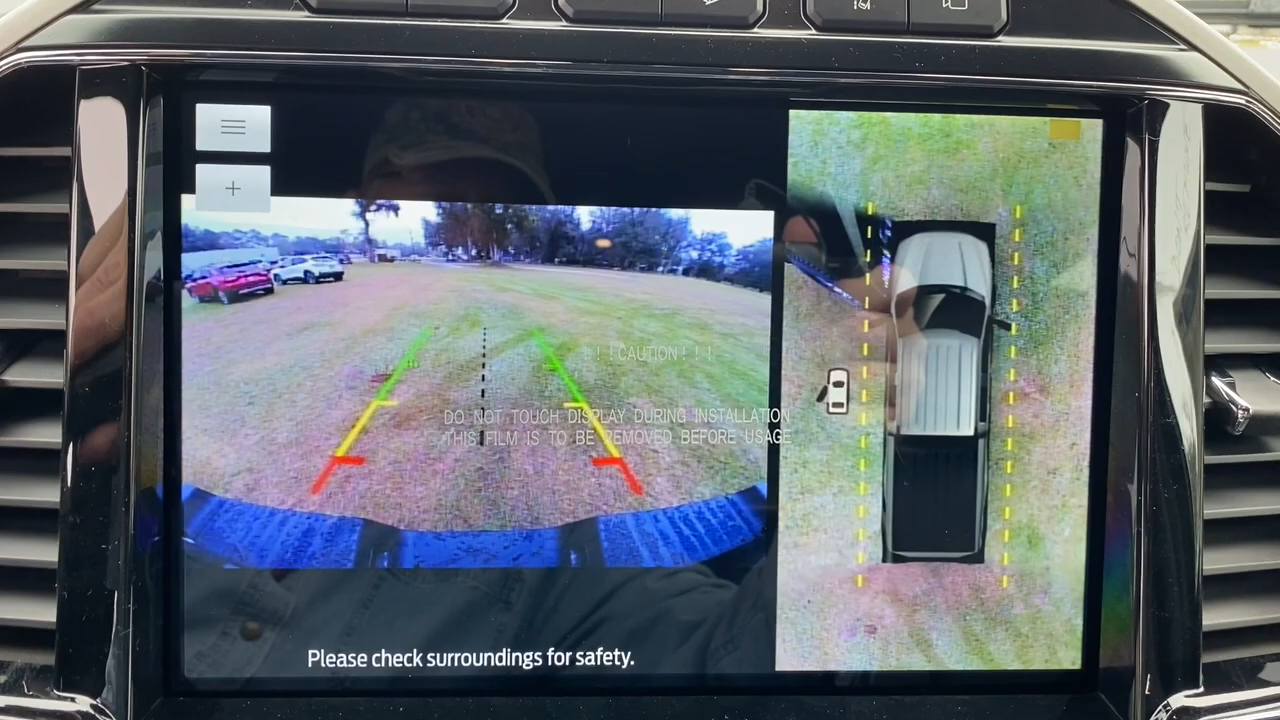 ! ! ! CAUTION ! ! !
DO NOT TOUCH DISPLAY DURING INSTALLATION
THIS FILM IS TO BE REMOVED BEFORE USAGE
Please check surroundings for safety.